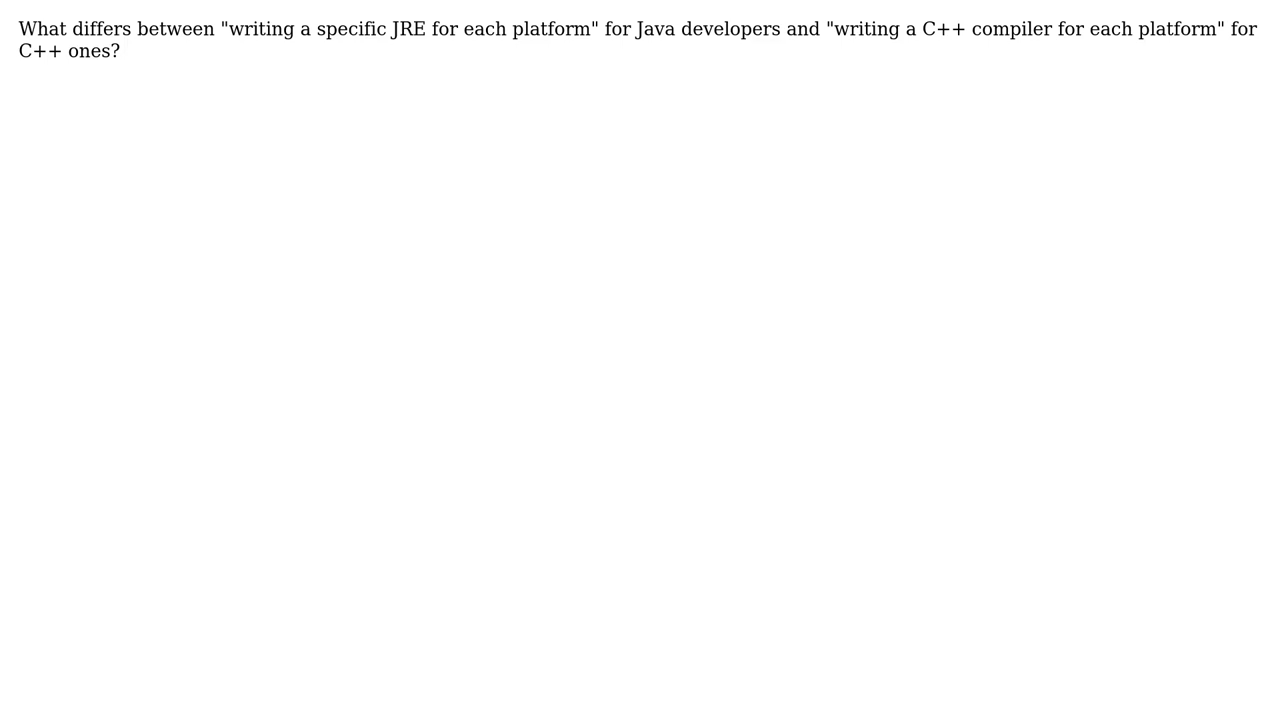 What differs between "writing a specific JRE for each platform" for Java developers and "writing a C++ compiler for each platform" for
C++ ones?